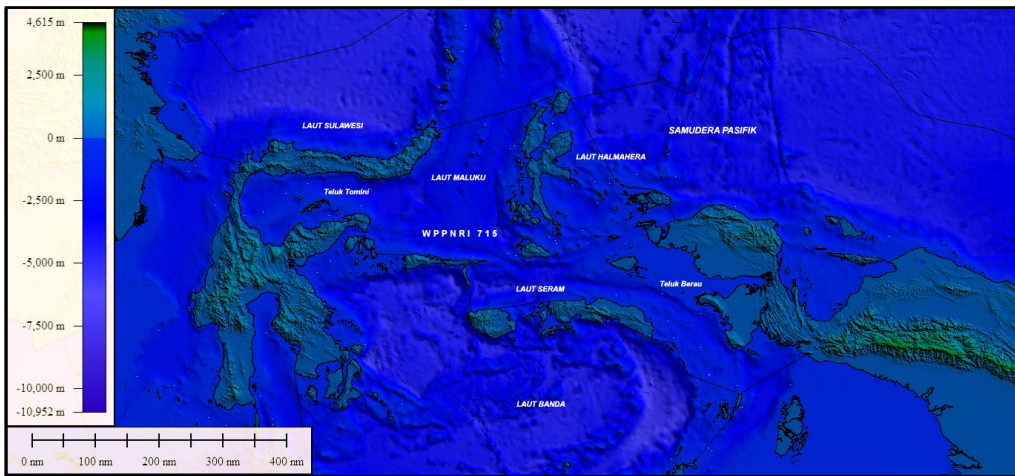 4,615 m
2,500 m
0 m
-2,500 m
-5,000 m
-7,500 m
-10,000 m
-10,952 m
0 nm 100 nm 200 nm 300 nm 400 nm
LAUT SULAWESI
SAMUDERA PASIFIK
LAUT HALMAHERA
LAUT MALUKU
Teluk Tomini
WPPNRI 715
Teluk Berau
LAUT SERAM
LAUT BANDA